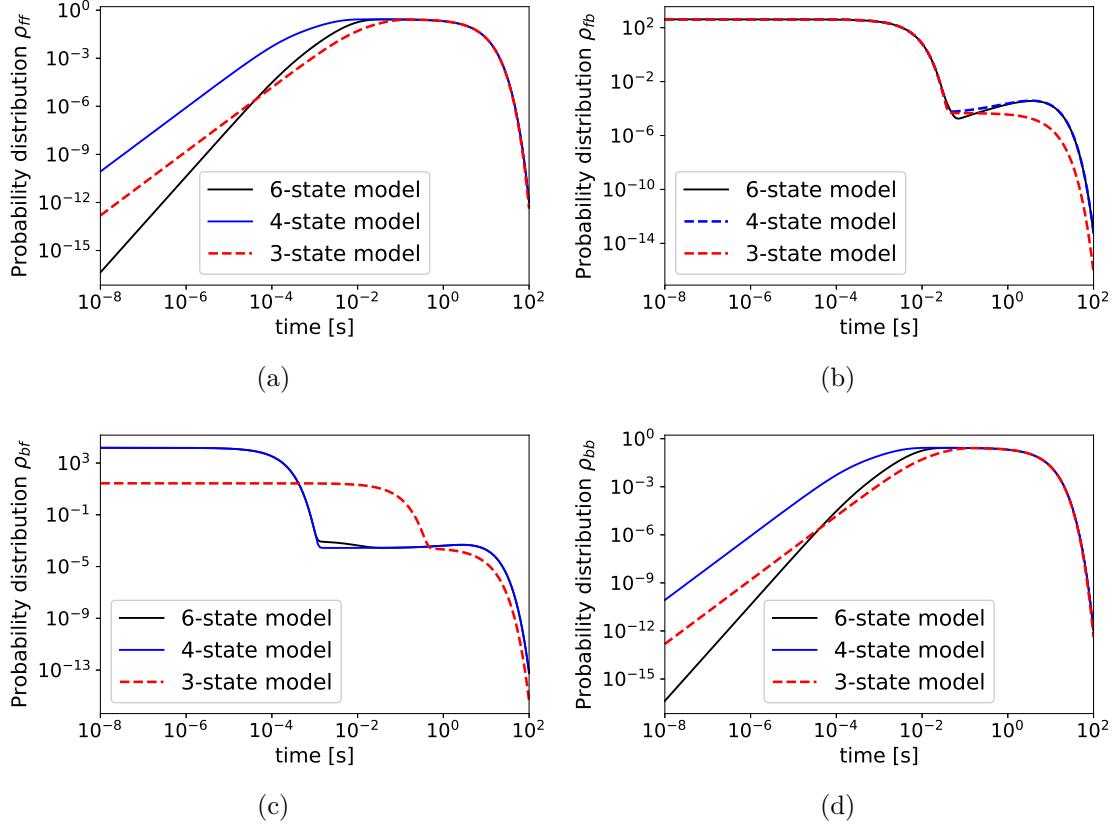 Probability distribution ρ_ff
10^0
10^−3
10^−6
10^−9
10^−12
10^−15
6-state model
4-state model
3-state model
10^−8 10^−6 10^−4 10^−2 10^0 10^2
time [s]
(a)
Probability distribution ρ_fb
10^2
10^−2
10^−6
10^−10
10^−14
6-state model
4-state model
3-state model
10^−8 10^−6 10^−4 10^−2 10^0 10^2
time [s]
(b)
Probability distribution ρ_bf
10^3
10^−1
10^−5
10^−9
10^−13
6-state model
4-state model
3-state model
10^−8 10^−6 10^−4 10^−2 10^0 10^2
time [s]
(c)
Probability distribution ρ_bb
10^0
10^−3
10^−6
10^−9
10^−12
10^−15
6-state model
4-state model
3-state model
10^−8 10^−6 10^−4 10^−2 10^0 10^2
time [s]
(d)